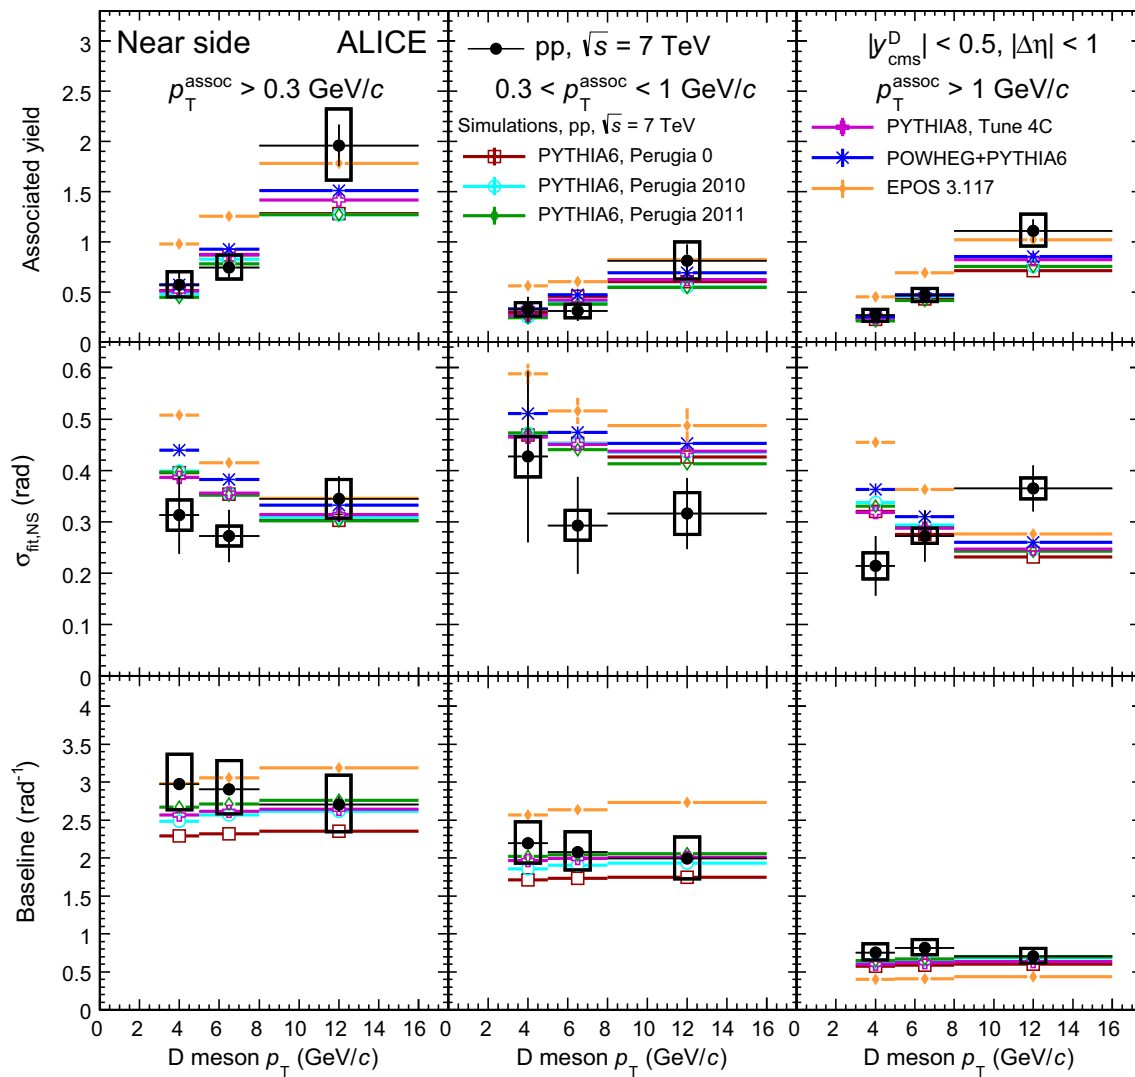 Near side ALICE
p_T^assoc > 0.3 GeV/c
pp, √s = 7 TeV
0.3 < p_T^assoc < 1 GeV/c
Simulations, pp, √s = 7 TeV
PYTHIA6, Perugia 0
PYTHIA6, Perugia 2010
PYTHIA6, Perugia 2011
|y_cms^D| < 0.5, |Δη| < 1
p_T^assoc > 1 GeV/c
PYTHIA8, Tune 4C
POWHEG+PYTHIA6
EPOS 3.117
Associated yield
3
2.5
2
1.5
1
0.5
0
σ_fit,NS (rad)
0.6
0.5
0.4
0.3
0.2
0.1
0
Baseline (rad⁻¹)
4
3.5
3
2.5
2
1.5
1
0.5
0
0 2 4 6 8 10 12 14 16
0 2 4 6 8 10 12 14 16
0 2 4 6 8 10 12 14 16
D meson p_T (GeV/c)
D meson p_T (GeV/c)
D meson p_T (GeV/c)